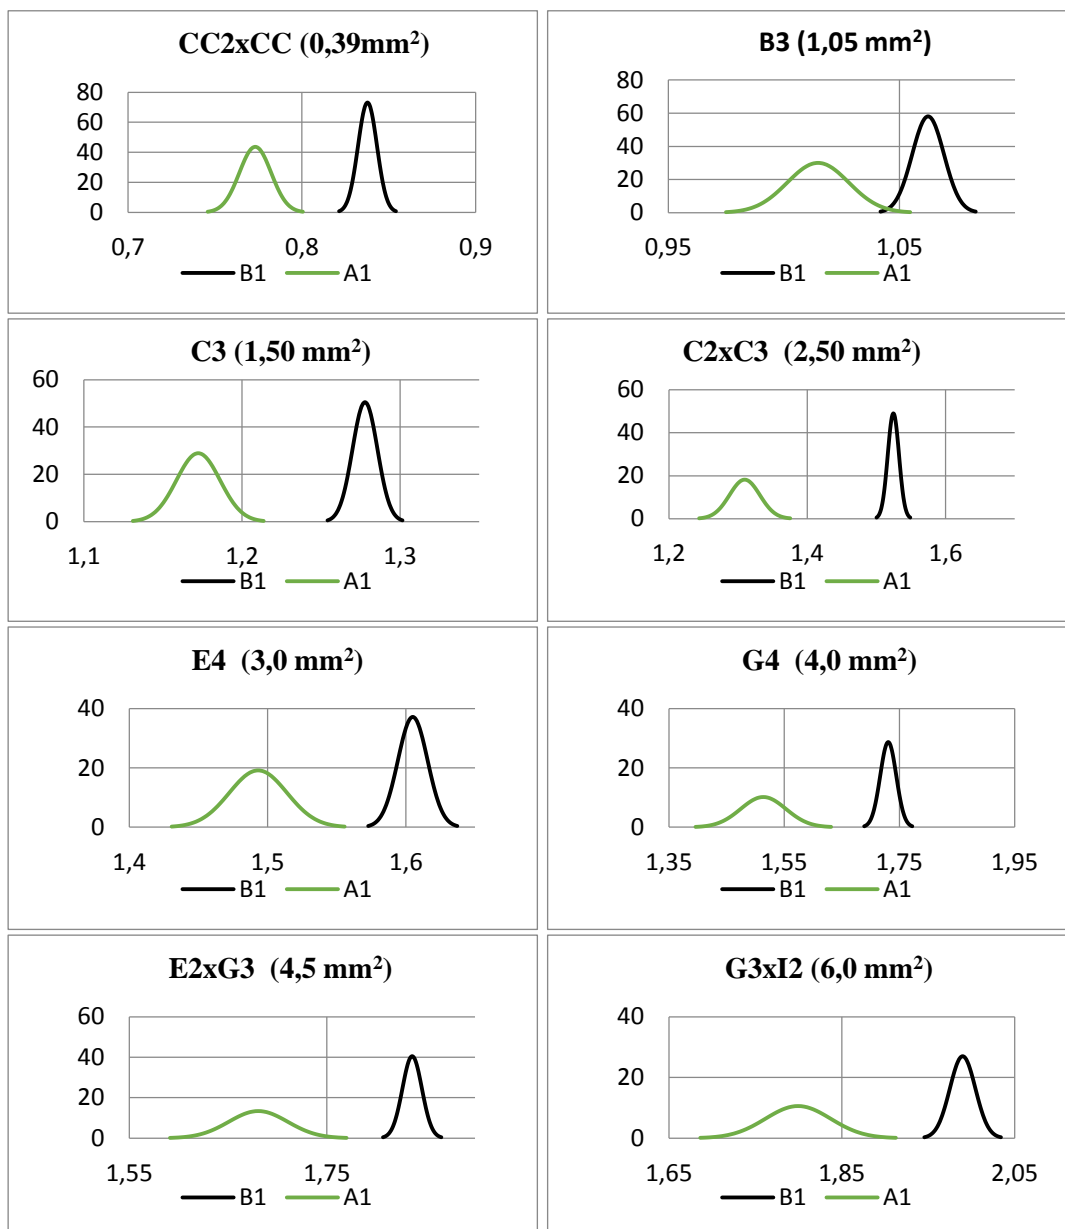 CC2xCC (0,39mm²)
80
60
40
20
0
0,7 0,8 0,9
B1 A1
B3 (1,05 mm²)
80
60
40
20
0
0,95 1,05
B1 A1
C3 (1,50 mm²)
60
40
20
0
1,1 1,2 1,3
B1 A1
C2xC3 (2,50 mm²)
60
40
20
0
1,2 1,4 1,6
B1 A1
E4 (3,0 mm²)
40
20
0
1,4 1,5 1,6
B1 A1
G4 (4,0 mm²)
40
20
0
1,35 1,55 1,75 1,95
B1 A1
E2xG3 (4,5 mm²)
60
40
20
0
1,55 1,75
B1 A1
G3xI2 (6,0 mm²)
40
20
0
1,65 1,85 2,05
B1 A1